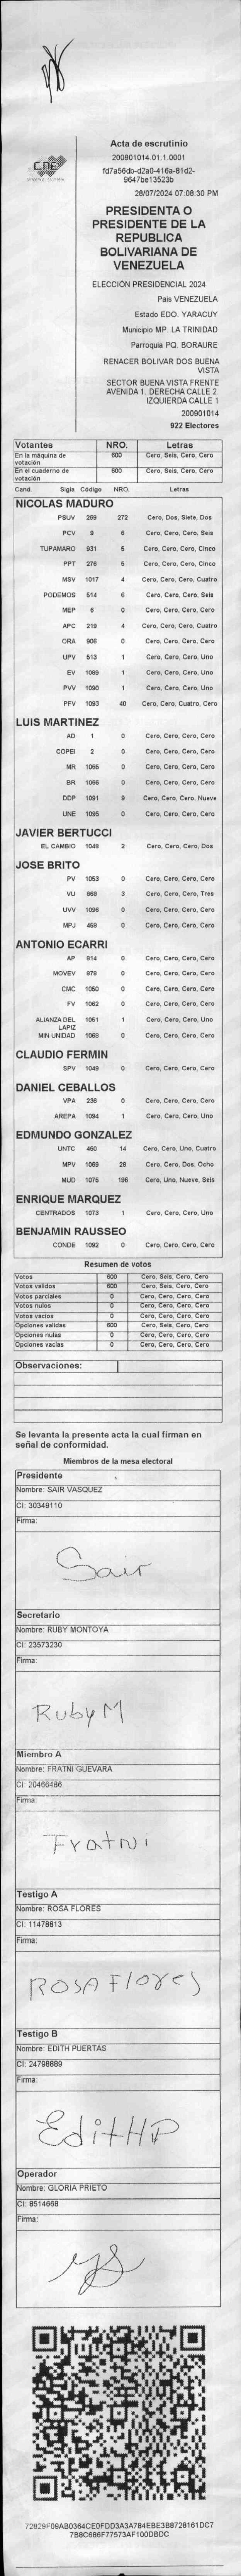 CNE
Acta de escrutinio
200901014.01.1.0001
fd7a56db-d2a0-416a-81d2-
9647be13523b
28/07/2024 07:08:30 PM
PRESIDENTA O
PRESIDENTE DE LA
REPUBLICA
BOLIVARIANA DE
VENEZUELA
ELECCIÓN PRESIDENCIAL 2024
Pais VENEZUELA
Estado EDO. YARACUY
Municipio MP. LA TRINIDAD
Parroquia PQ. BORAURE
RENACER BOLIVAR DOS BUENA
VISTA
SECTOR BUENA VISTA FRENTE
AVENIDA 1. DERECHA CALLE 2.
IZQUIERDA CALLE 1
200901014
922 Electores
Votantes NRO. Letras
En la máquina de votación 600 Cero, Seis, Cero, Cero
En el cuaderno de votación 600 Cero, Seis, Cero, Cero
Cand. Sigla Código NRO. Letras
NICOLAS MADURO
PSUV 269 272 Cero, Dos, Siete, Dos
PCV 9 6 Cero, Cero, Cero, Seis
TUPAMARO 931 5 Cero, Cero, Cero, Cinco
PPT 276 5 Cero, Cero, Cero, Cinco
MSV 1017 4 Cero, Cero, Cero, Cuatro
PODEMOS 514 6 Cero, Cero, Cero, Seis
MEP 6 0 Cero, Cero, Cero, Cero
APC 219 4 Cero, Cero, Cero, Cuatro
ORA 906 0 Cero, Cero, Cero, Cero
UPV 513 1 Cero, Cero, Cero, Uno
EV 1089 1 Cero, Cero, Cero, Uno
PVV 1090 1 Cero, Cero, Cero, Uno
PFV 1093 40 Cero, Cero, Cuatro, Cero
LUIS MARTINEZ
AD 1 0 Cero, Cero, Cero, Cero
COPEI 2 0 Cero, Cero, Cero, Cero
MR 1065 0 Cero, Cero, Cero, Cero
BR 1066 0 Cero, Cero, Cero, Cero
DDP 1091 9 Cero, Cero, Cero, Nueve
UNE 1095 0 Cero, Cero, Cero, Cero
JAVIER BERTUCCI
EL CAMBIO 1048 2 Cero, Cero, Cero, Dos
JOSE BRITO
PV 1053 0 Cero, Cero, Cero, Cero
VU 968 3 Cero, Cero, Cero, Tres
UVV 1096 0 Cero, Cero, Cero, Cero
MPJ 459 0 Cero, Cero, Cero, Cero
ANTONIO ECARRI
AP 814 0 Cero, Cero, Cero, Cero
MOVEV 979 0 Cero, Cero, Cero, Cero
CMC 1050 0 Cero, Cero, Cero, Cero
FV 1062 0 Cero, Cero, Cero, Cero
ALIANZA DEL LAPIZ 1051 1 Cero, Cero, Cero, Uno
MIN UNIDAD 1068 0 Cero, Cero, Cero, Cero
CLAUDIO FERMIN
SPV 1049 0 Cero, Cero, Cero, Cero
DANIEL CEBALLOS
VPA 236 0 Cero, Cero, Cero, Cero
AREPA 1094 1 Cero, Cero, Cero, Uno
EDMUNDO GONZALEZ
UNTC 460 14 Cero, Cero, Uno, Cuatro
MPV 1069 28 Cero, Cero, Dos, Ocho
MUD 1075 196 Cero, Uno, Nueve, Seis
ENRIQUE MARQUEZ
CENTRADOS 1073 1 Cero, Cero, Cero, Uno
BENJAMIN RAUSSEO
CONDE 1092 0 Cero, Cero, Cero, Cero
Resumen de votos
Votos 600 Cero, Seis, Cero, Cero
Votos validos 600 Cero, Seis, Cero, Cero
Votos parciales 0 Cero, Cero, Cero, Cero
Votos nulos 0 Cero, Cero, Cero, Cero
Votos vacios 0 Cero, Cero, Cero, Cero
Opciones validas 600 Cero, Seis, Cero, Cero
Opciones nulas 0 Cero, Cero, Cero, Cero
Opciones vacias 0 Cero, Cero, Cero, Cero
Observaciones:
Se levanta la presente acta la cual firman en
señal de conformidad.
Miembros de la mesa electoral
Presidente
Nombre: SAIR VASQUEZ
CI: 30349110
Firma:
Sair
Secretario
Nombre: RUBY MONTOYA
CI: 23573230
Firma:
Ruby M
Miembro A
Nombre: FRATNI GUEVARA
CI: 20466486
Firma:
Fratni
Testigo A
Nombre: ROSA FLORES
CI: 11478813
Firma:
ROSA Flores
Testigo B
Nombre: EDITH PUERTAS
CI: 24798889
Firma:
EditHP
Operador
Nombre: GLORIA PRIETO
CI: 8514668
Firma:
72829F09AB0364CE0FDD3A3A784EBE3B8728161DC7
7B8C686F77573AF100DBDC